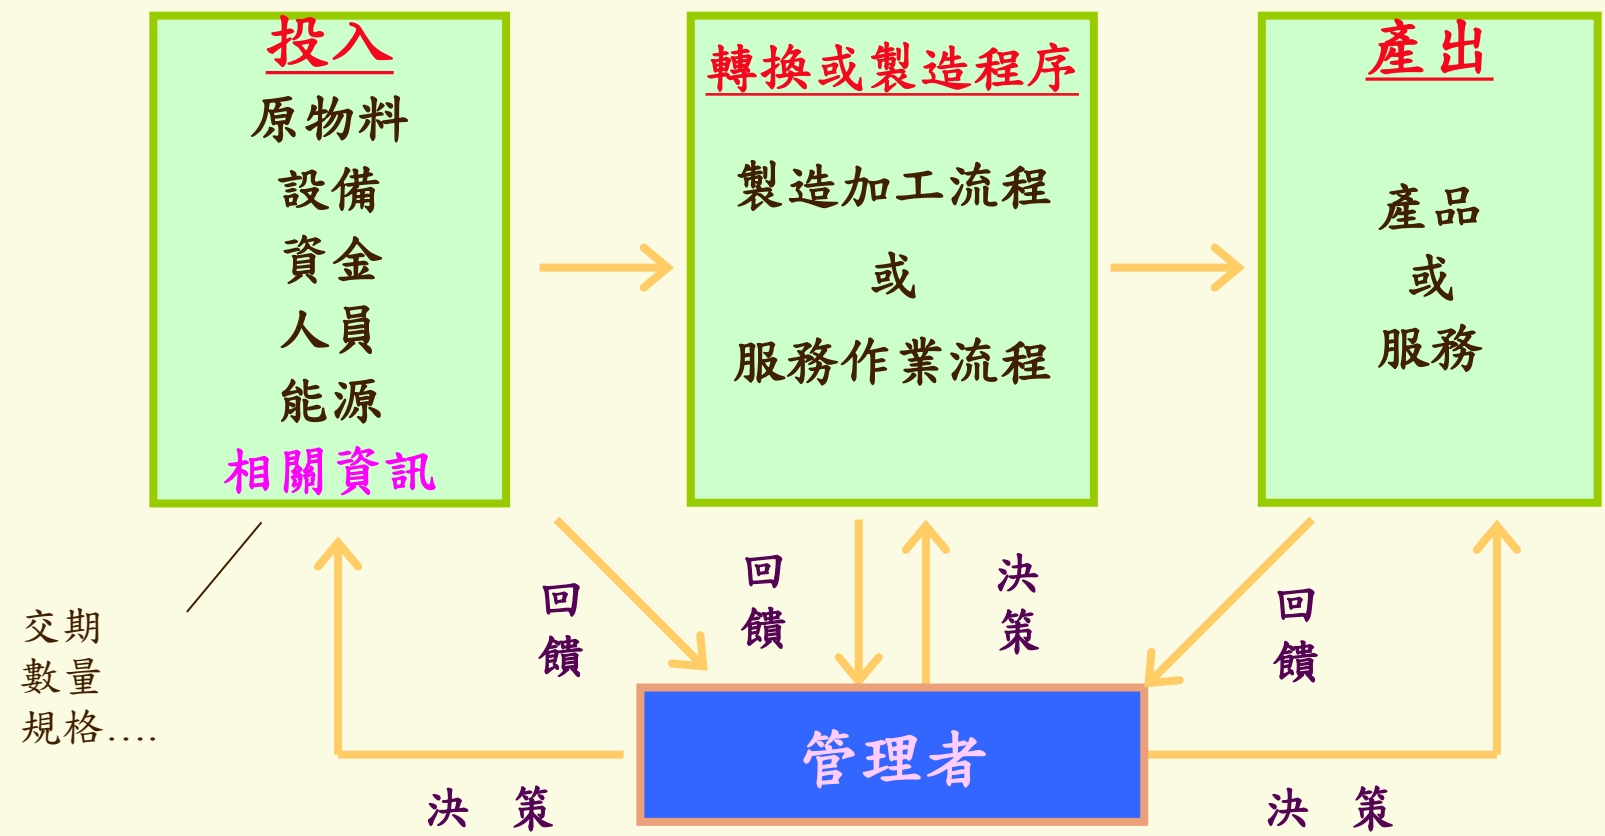 投入
原物料
設備
資金
人員
能源
相關資訊
轉換或製造程序
製造加工流程
或
服務作業流程
產出
產品
或
服務
交期
數量
規格....
回饋
回饋
決策
回饋
管理者
決 策
決 策